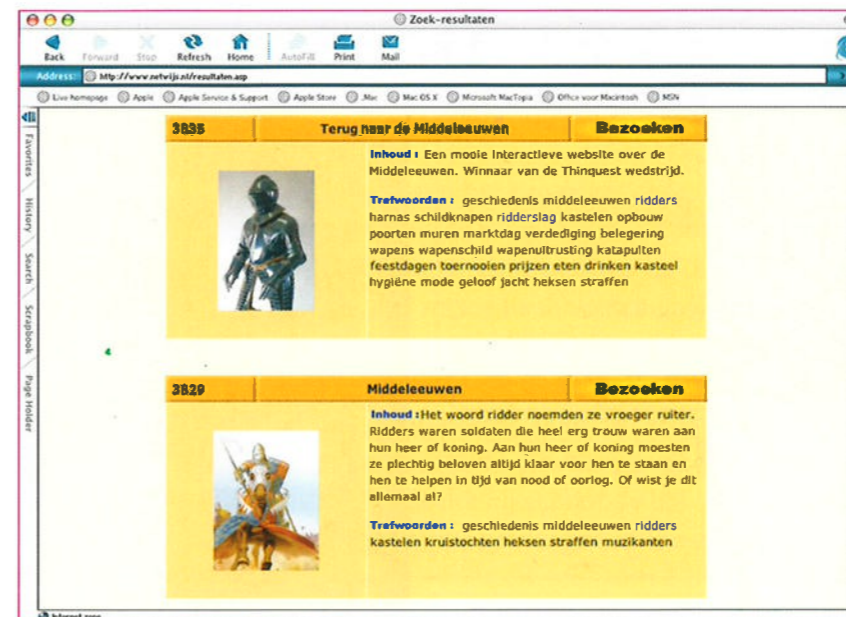 Zoek-resultaten
Back Forward Stop Refresh Home AutoFill Print Mail
Address: http://www.netwijs.nl/resultaten.asp
Live homepage Apple Apple Service & Support Apple Store .Mac Mac OS X Microsoft MacTopia Office voor Macintosh MSN
Favorites
History
Search
Scrapbook
Page Holder
3835 Terug naar de Middeleeuwen Bezoeken
Inhoud : Een mooie interactieve website over de
Middeleeuwen. Winnaar van de Thinquest wedstrijd.
Trefwoorden : geschiedenis middeleeuwen ridders
harnas schildknapen ridderslag kastelen opbouw
poorten muren marktdag verdediging belegering
wapens wapenschild wapenuitrusting katapulten
feestdagen toernooien prijzen eten drinken kasteel
hygiëne mode geloof jacht heksen straffen
3829 Middeleeuwen Bezoeken
Inhoud :Het woord ridder noemden ze vroeger ruiter.
Ridders waren soldaten die heel erg trouw waren aan
hun heer of koning. Aan hun heer of koning moesten
ze plechtig beloven altijd klaar voor hen te staan en
hen te helpen in tijd van nood of oorlog. Of wist je dit
allemaal al?
Trefwoorden : geschiedenis middeleeuwen ridders
kastelen kruistochten heksen straffen muzikanten